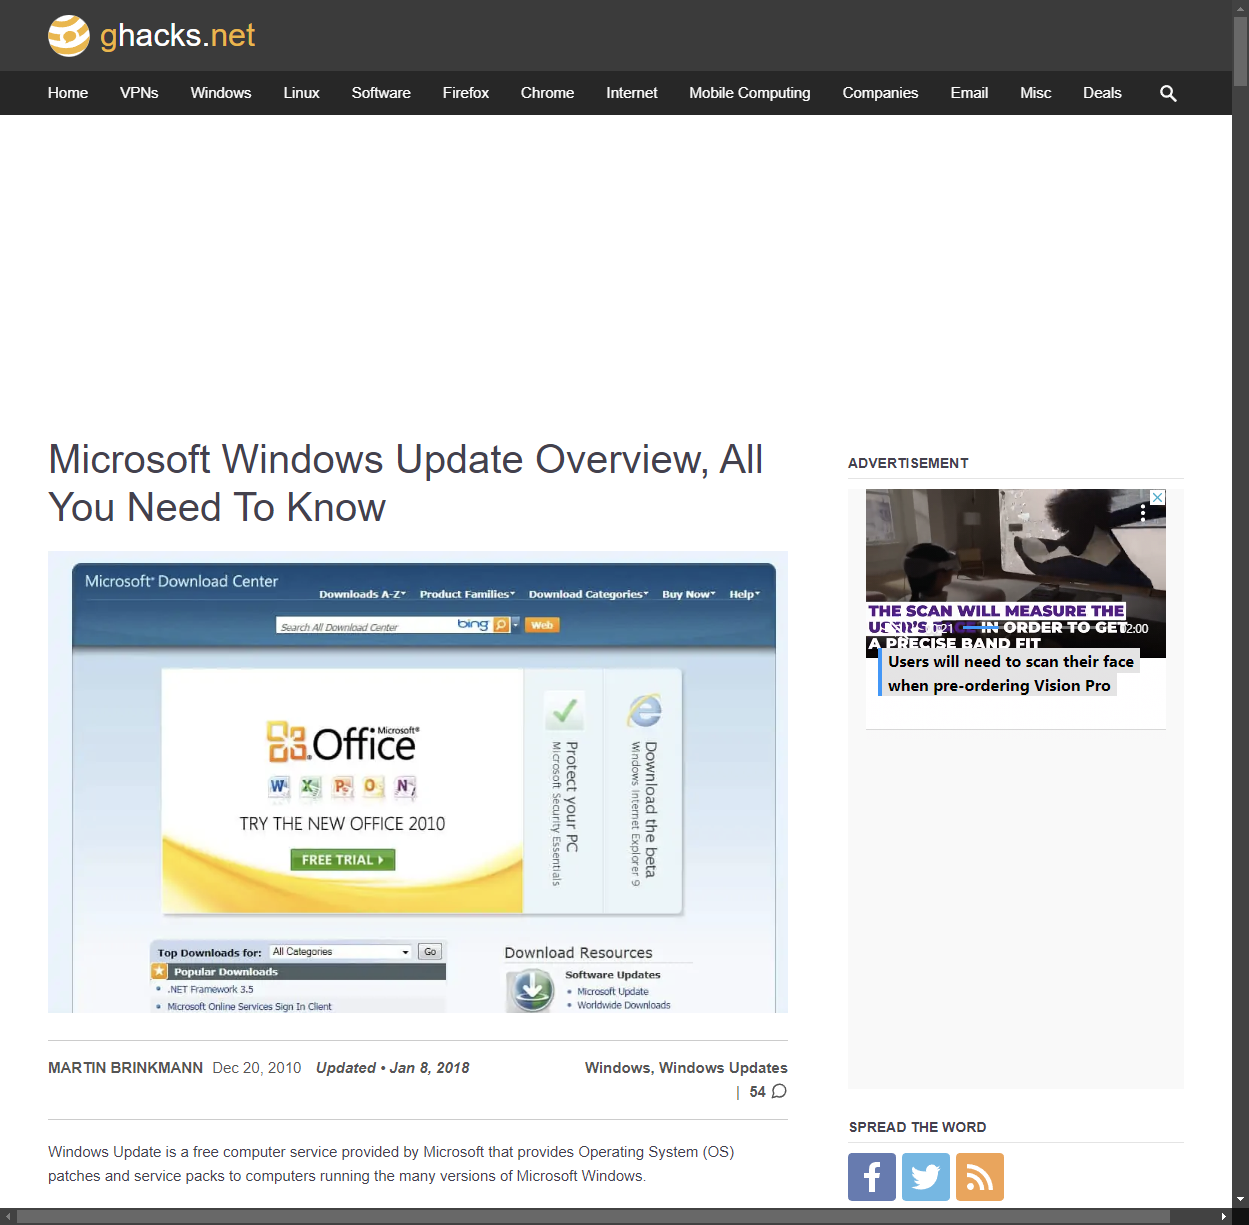 ghacks.net
Home VPNs Windows Linux Software Firefox Chrome Internet Mobile Computing Companies Email Misc Deals
Microsoft Windows Update Overview, All
You Need To Know
Microsoft Download Center
Downloads A-Z Product Families Download Categories Buy Now Help
Search All Download Center bing Web
Microsoft
Office
TRY THE NEW OFFICE 2010
FREE TRIAL
Protect your PC
Microsoft Security Essentials
Download the beta
Windows Internet Explorer 9
Top Downloads for: All Categories Go
Popular Downloads
.NET Framework 3.5
Microsoft Online Services Sign In Client
Download Resources
Software Updates
Microsoft Update
Worldwide Downloads
MARTIN BRINKMANN Dec 20, 2010 Updated • Jan 8, 2018
Windows, Windows Updates
| 54
Windows Update is a free computer service provided by Microsoft that provides Operating System (OS)
patches and service packs to computers running the many versions of Microsoft Windows.
ADVERTISEMENT
THE SCAN WILL MEASURE THE
USER'S FACE IN ORDER TO GET
A PRECISE BAND FIT
02:00
Users will need to scan their face
when pre-ordering Vision Pro
SPREAD THE WORD